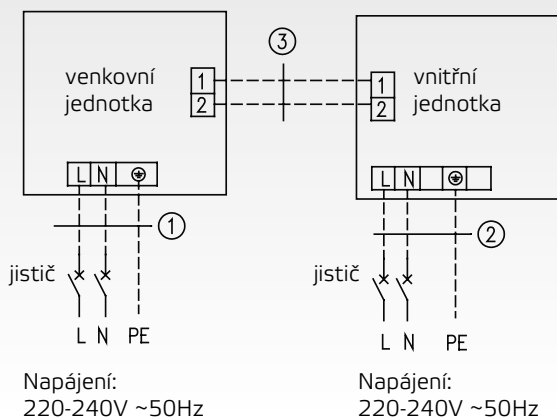 venkovní
jednotka
1
2
③
1
2
vnitřní
jednotka
L N
L N
①
②
jistič
jistič
L N PE
L N PE
Napájení:
220-240V ~50Hz
Napájení:
220-240V ~50Hz